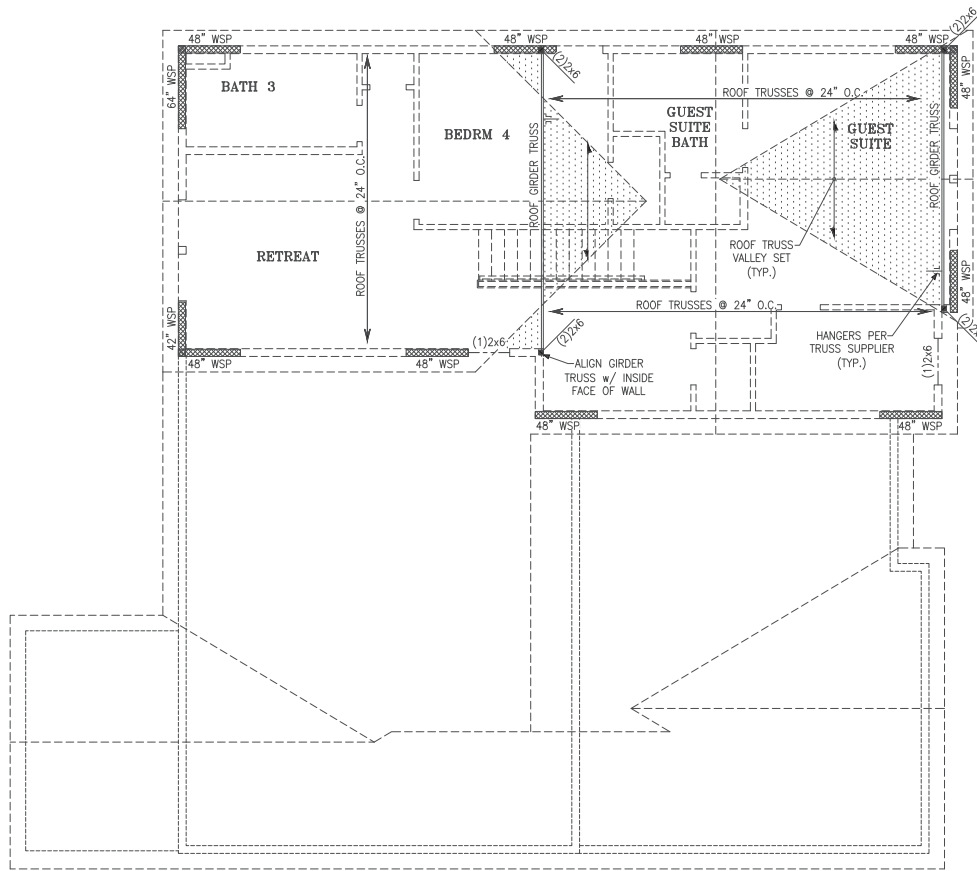 48" WSP
48" WSP
48" WSP
48" WSP
(2)2x6
(2)2x6
64" WSP
48" WSP
BATH 3
ROOF TRUSSES @ 24" O.C.
BEDRM 4
GUEST
SUITE
BATH
GUEST
SUITE
ROOF GIRDER TRUSS
ROOF GIRDER TRUSS
ROOF TRUSSES @ 24" O.C.
RETREAT
ROOF TRUSS
VALLEY SET
(TYP.)
48" WSP
ROOF TRUSSES @ 24" O.C.
42" WSP
(1)2x6
(2)2x6
HANGERS PER
TRUSS SUPPLIER
(TYP.)
(1)2x6
48" WSP
48" WSP
ALIGN GIRDER
TRUSS w/ INSIDE
FACE OF WALL
48" WSP
48" WSP